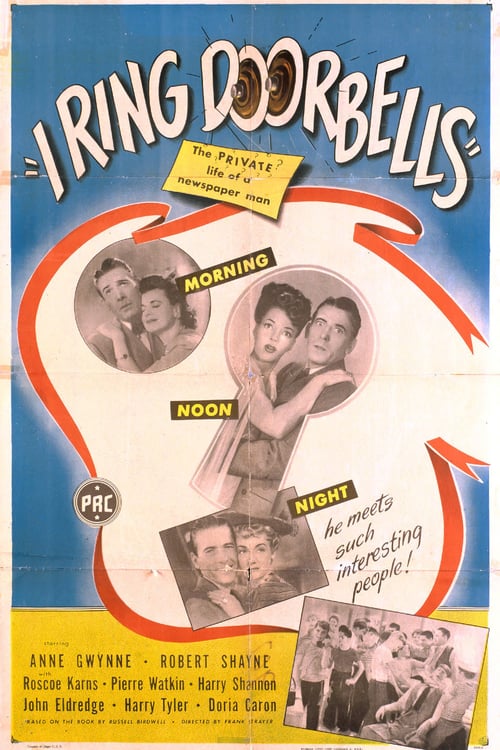 "I RING DOORBELLS"
The PRIVATE?
life of a
newspaper man
MORNING
NOON
NIGHT
PRC
he meets
such
interesting
people!
starring
ANNE GWYNNE • ROBERT SHAYNE
with
Roscoe Karns • Pierre Watkin • Harry Shannon
John Eldredge • Harry Tyler • Doria Caron
BASED ON THE BOOK BY RUSSELL BIRDWELL • DIRECTED BY FRANK STRAYER